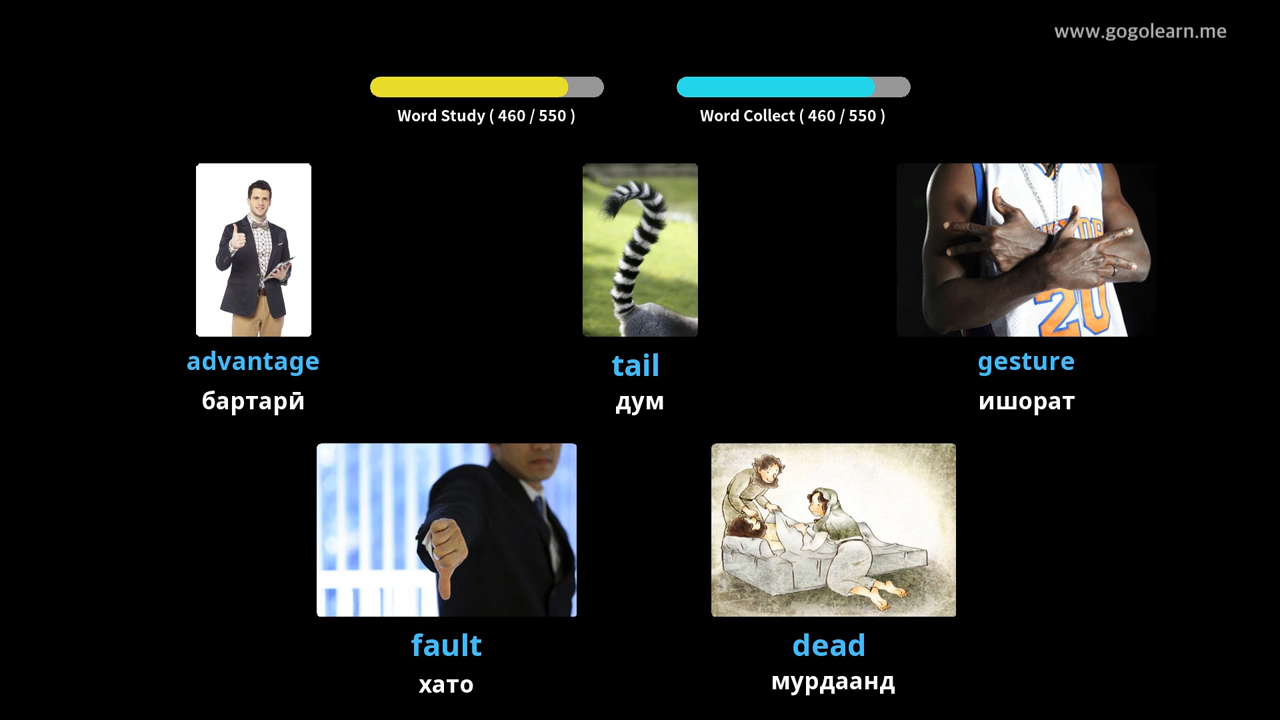 www.gogolearn.me
Word Study ( 460 / 550 )
Word Collect ( 460 / 550 )
advantage
бартарӣ
tail
дум
20
gesture
ишорат
fault
хато
dead
мурдаанд